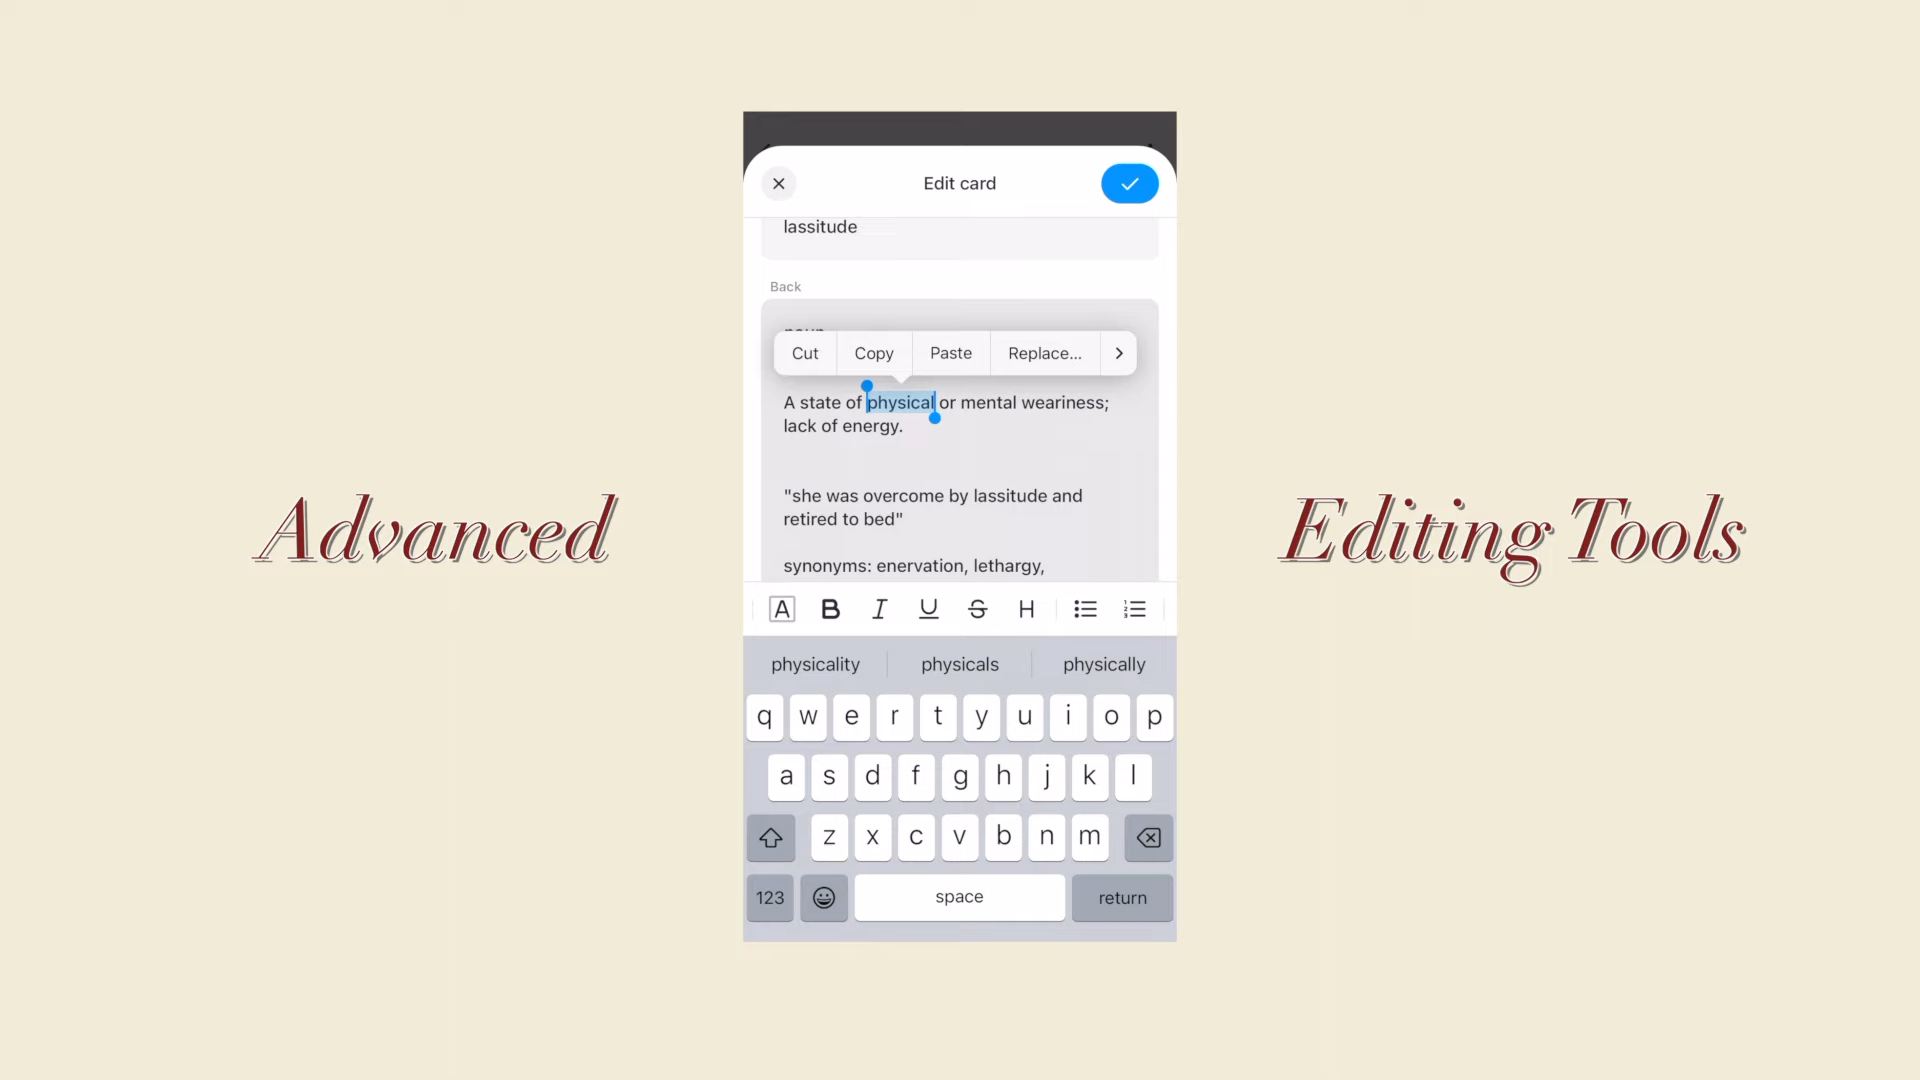 Edit card
lassitude
Back
noun
Cut Copy Paste Replace...
A state of physical or mental weariness;
lack of energy.
"she was overcome by lassitude and
retired to bed"
synonyms: enervation, lethargy,
Advanced Editing Tools
A B I U S H
physicality physicals physically
q w e r t y u i o p
a s d f g h j k l
z x c v b n m
123 space return